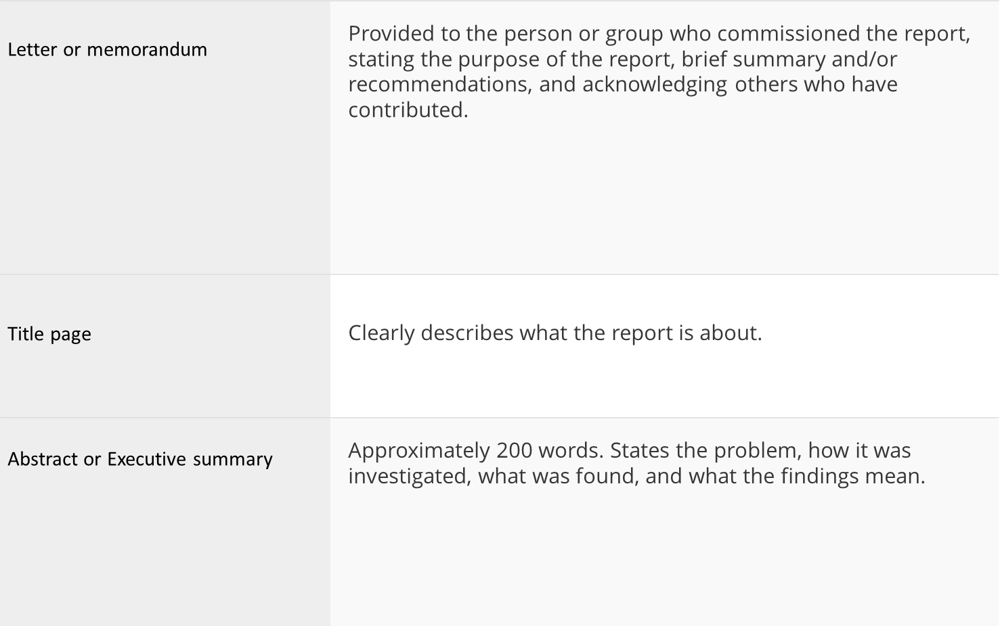 Letter or memorandum
Provided to the person or group who commissioned the report,
stating the purpose of the report, brief summary and/or
recommendations, and acknowledging others who have
contributed.
Title page
Clearly describes what the report is about.
Abstract or Executive summary
Approximately 200 words. States the problem, how it was
investigated, what was found, and what the findings mean.